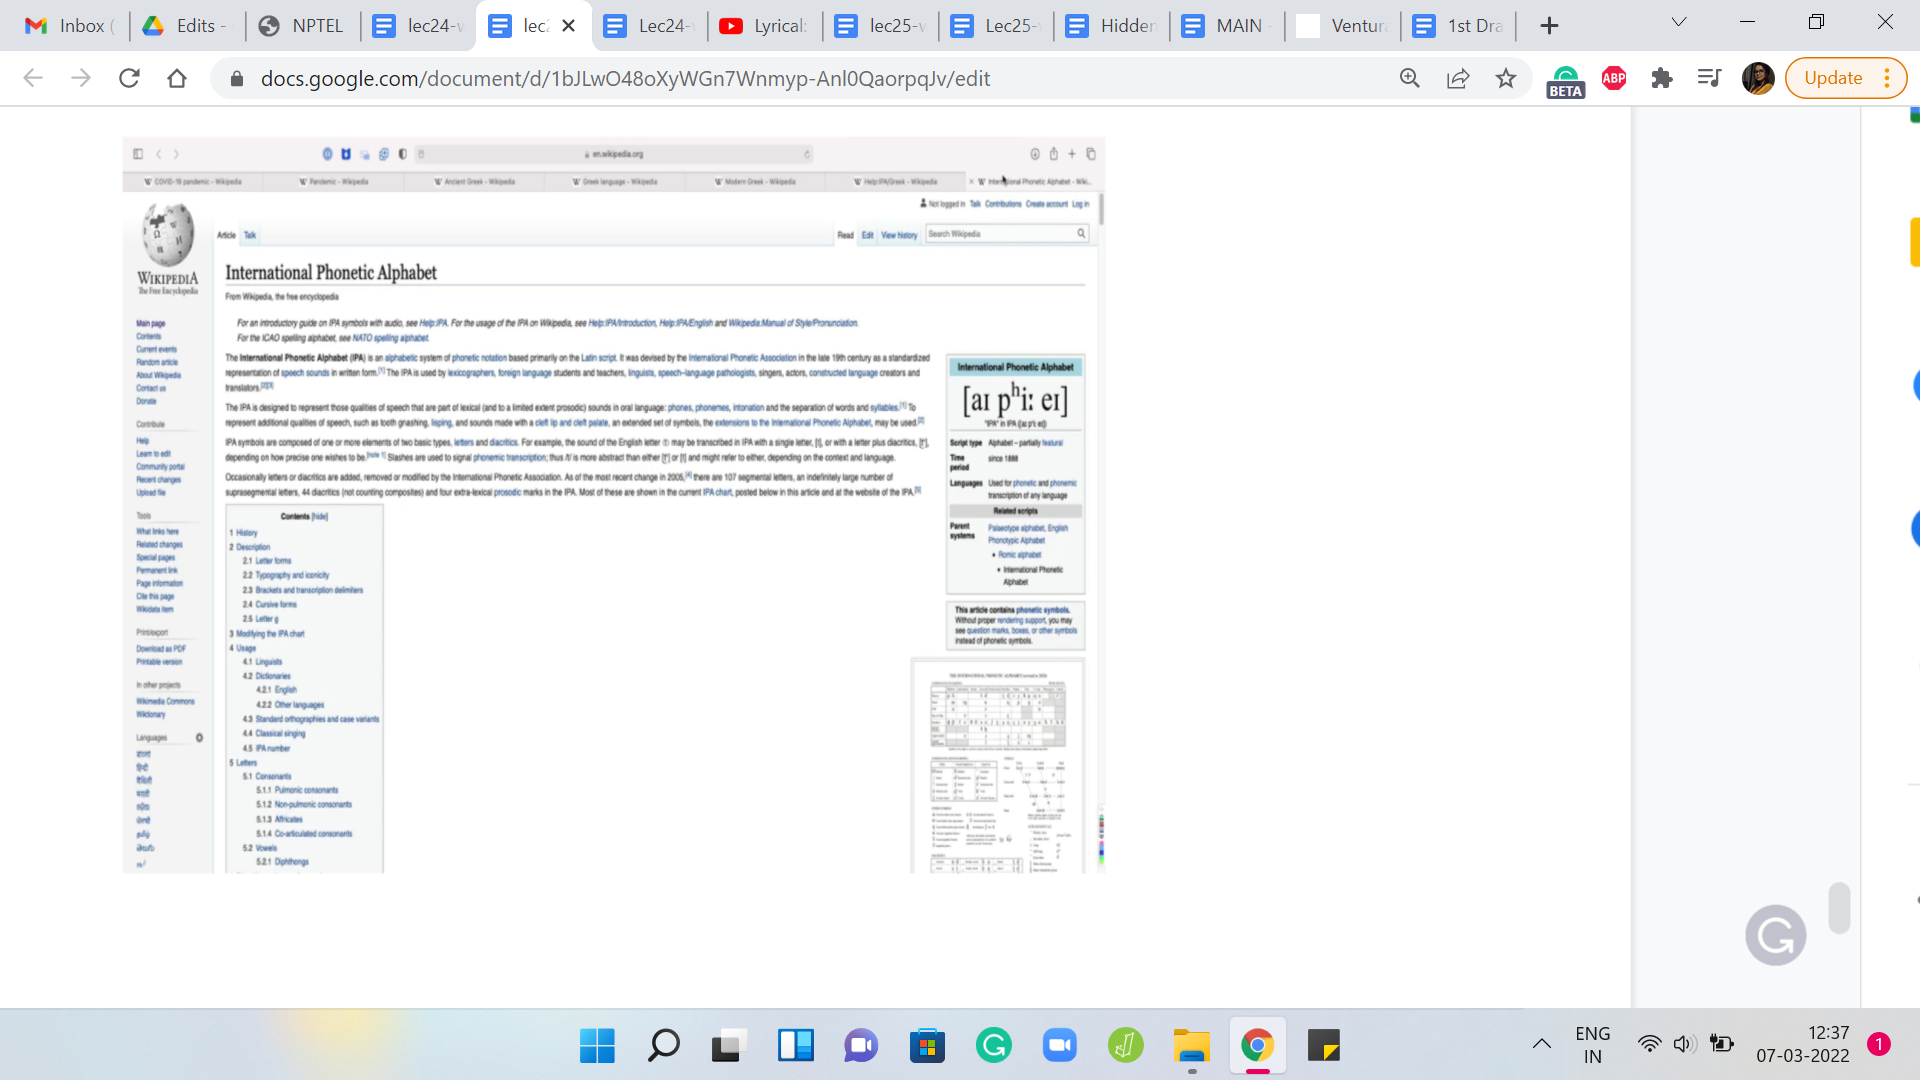 Inbox (
Edits -
NPTEL
lec24-v
lec2
Lec24-
Lyrical:
lec25-v
Lec25-
Hidden
MAIN -
Ventura
1st Dra
docs.google.com/document/d/1bJLwO48oXyWGn7Wnmyp-Anl0QaorpqJv/edit
BETA
ABP
Update
en.wikipedia.org
COVID-19 pandemic - Wikipedia
Pandemic - Wikipedia
Ancient Greek - Wikipedia
Greek language - Wikipedia
Modern Greek - Wikipedia
Help:IPA/Greek - Wikipedia
International Phonetic Alphabet - Wiki...
Not logged in Talk Contributions Create account Log in
Article Talk
Read Edit View history
Search Wikipedia
WIKIPEDIA
The Free Encyclopedia
Main page
Contents
Current events
Random article
About Wikipedia
Contact us
Donate
Contribute
Help
Learn to edit
Community portal
Recent changes
Upload file
Tools
What links here
Related changes
Special pages
Permanent link
Page information
Cite this page
Wikidata item
Print/export
Download as PDF
Printable version
In other projects
Wikimedia Commons
Wiktionary
Languages
International Phonetic Alphabet
From Wikipedia, the free encyclopedia
For an introductory guide on IPA symbols with audio, see Help:IPA. For the usage of the IPA on Wikipedia, see Help:IPA/Introduction, Help:IPA/English and Wikipedia:Manual of Style/Pronunciation.
For the ICAO spelling alphabet, see NATO spelling alphabet.
The International Phonetic Alphabet (IPA) is an alphabetic system of phonetic notation based primarily on the Latin script. It was devised by the International Phonetic Association in the late 19th century as a standardized
representation of speech sounds in written form.[1] The IPA is used by lexicographers, foreign language students and teachers, linguists, speech–language pathologists, singers, actors, constructed language creators and
translators.[2][3]
The IPA is designed to represent those qualities of speech that are part of lexical (and to a limited extent prosodic) sounds in oral language: phones, phonemes, intonation and the separation of words and syllables.[1] To
represent additional qualities of speech, such as tooth gnashing, lisping, and sounds made with a cleft lip and cleft palate, an extended set of symbols, the extensions to the International Phonetic Alphabet, may be used.[2]
IPA symbols are composed of one or more elements of two basic types, letters and diacritics. For example, the sound of the English letter ⟨t⟩ may be transcribed in IPA with a single letter, [t], or with a letter plus diacritics,
depending on how precise one wishes to be.[note 1] Slashes are used to signal phonemic transcription; thus /t/ is more abstract than either or [t] and might refer to either, depending on the context and language.
Occasionally letters or diacritics are added, removed or modified by the International Phonetic Association. As of the most recent change in 2005,[4] there are 107 segmental letters, an indefinitely large number of
suprasegmental letters, 44 diacritics (not counting composites) and four extra-lexical prosodic marks in the IPA. Most of these are shown in the current IPA chart, posted below in this article and at the website of the IPA.[5]
Contents [hide]
1 History
2 Description
2.1 Letter forms
2.2 Typography and iconicity
2.3 Brackets and transcription delimiters
2.4 Cursive forms
2.5 Letter g
3 Modifying the IPA chart
4 Usage
4.1 Linguists
4.2 Dictionaries
4.2.1 English
4.2.2 Other languages
4.3 Standard orthographies and case variants
4.4 Classical singing
4.5 IPA number
5 Letters
5.1 Consonants
5.1.1 Pulmonic consonants
5.1.2 Non-pulmonic consonants
5.1.3 Affricates
5.1.4 Co-articulated consonants
5.2 Vowels
5.2.1 Diphthongs
International Phonetic Alphabet
[aɪ pʰiː eɪ]
"IPA" in IPA ([aɪ pʰiː eɪ])
Script type Alphabet – partially featural
Time period since 1888
Languages Used for phonetic and phonemic
transcription of any language
Related scripts
Parent systems Palaeotype alphabet, English
Phonotypic Alphabet
• Romic alphabet
• International Phonetic
Alphabet
This article contains phonetic symbols.
Without proper rendering support, you may
see question marks, boxes, or other symbols
instead of phonetic symbols.
ENG
IN
12:37
07-03-2022
1